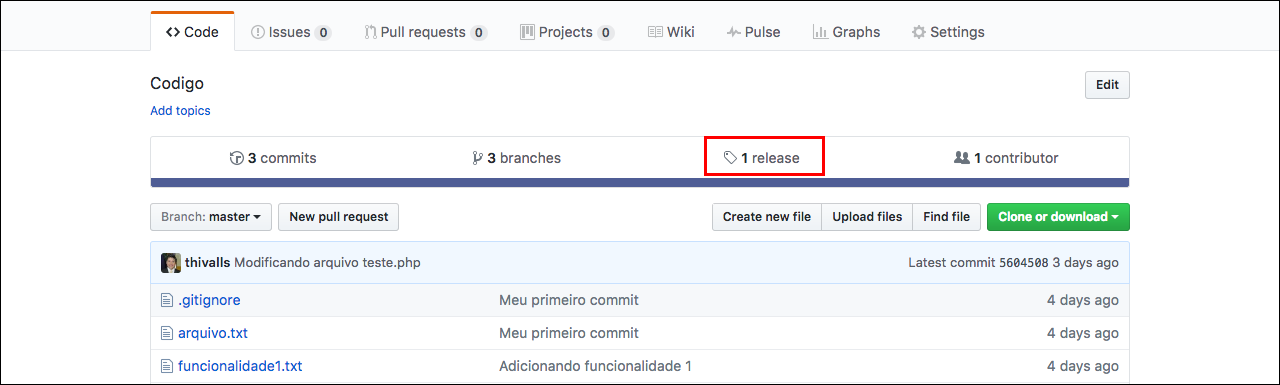 Code Issues 0 Pull requests 0 Projects 0 Wiki Pulse Graphs Settings
Codigo Edit
Add topics
3 commits 3 branches 1 release 1 contributor
Branch: master New pull request Create new file Upload files Find file Clone or download
thivalls Modificando arquivo teste.php Latest commit 5604508 3 days ago
.gitignore Meu primeiro commit 4 days ago
arquivo.txt Meu primeiro commit 4 days ago
funcionalidade1.txt Adicionando funcionalidade 1 4 days ago